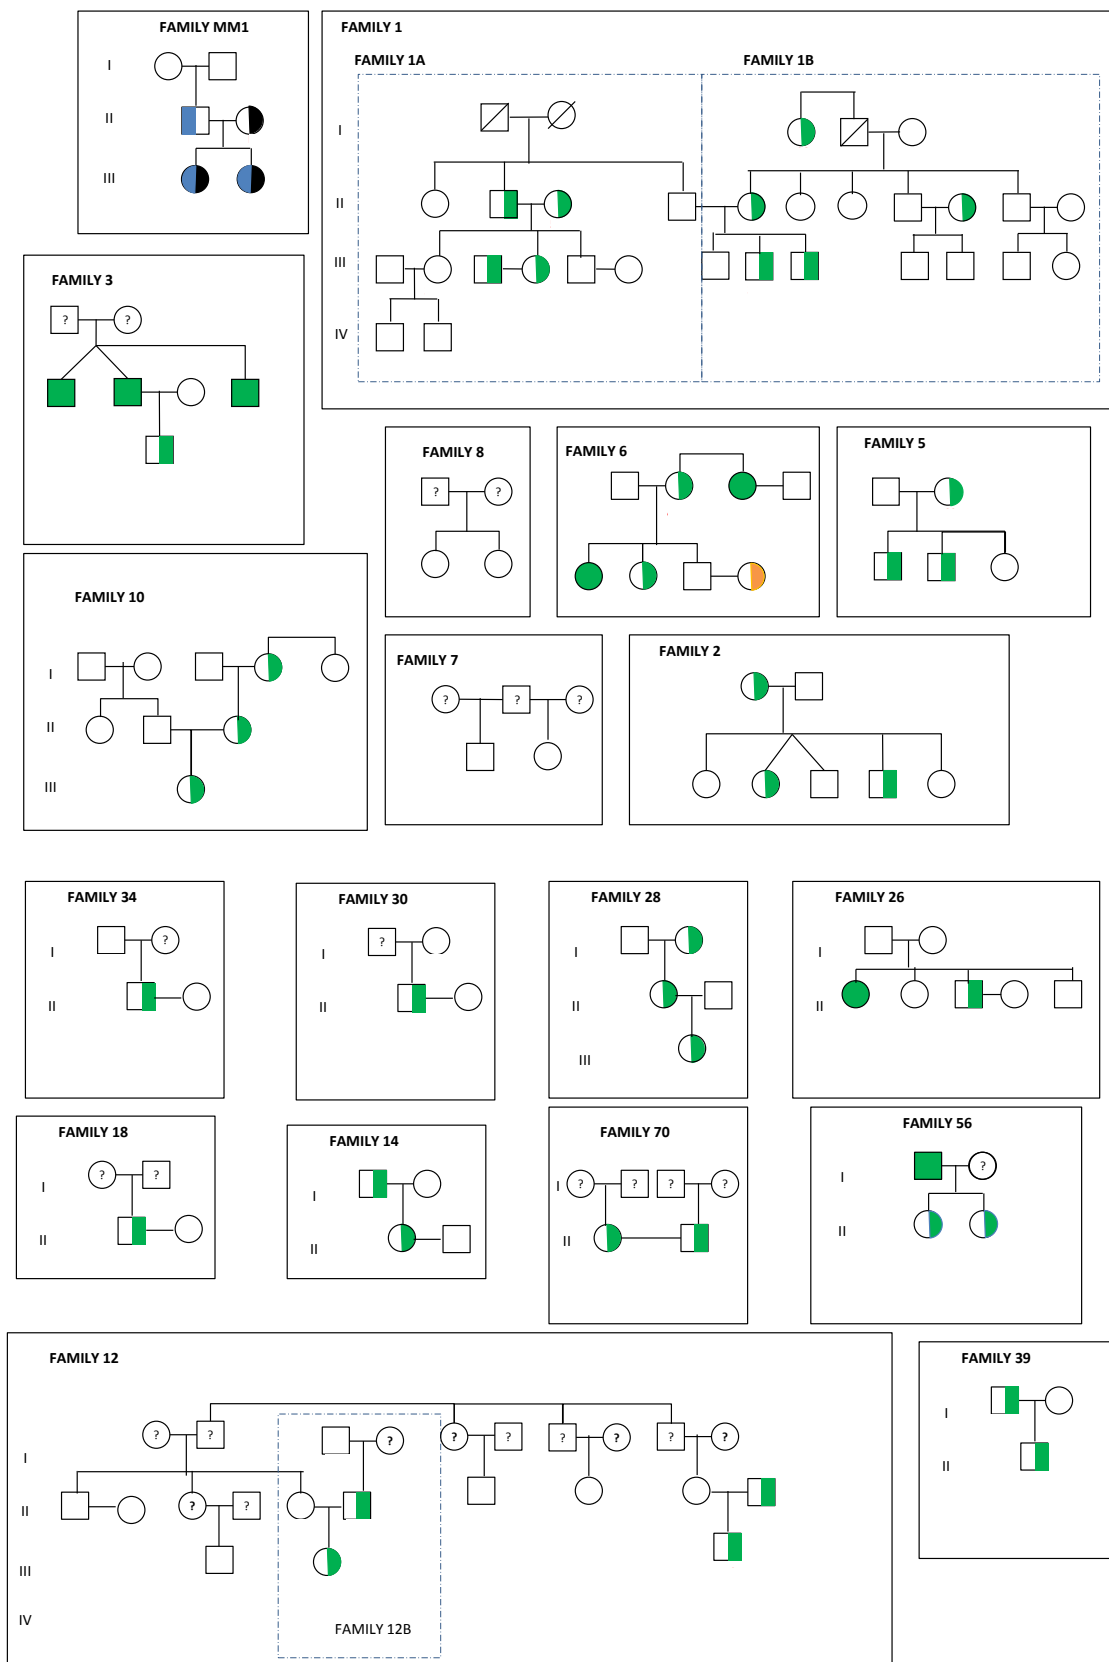 FAMILY MM1
I
II
III
FAMILY 1
FAMILY 1A
FAMILY 1B
I
II
III
IV
FAMILY 3
? ?
FAMILY 8
? ?
FAMILY 6
FAMILY 5
FAMILY 10
I
II
III
FAMILY 7
? ? ?
FAMILY 2
FAMILY 34
I
?
II
FAMILY 30
I
?
II
FAMILY 28
I
II
III
FAMILY 26
I
II
FAMILY 18
I
? ?
II
FAMILY 14
I
II
FAMILY 70
I ? ? ? ?
II
FAMILY 56
I
?
II
FAMILY 12
? ? ? ? ? ? ? ? ?
I
II
? ?
III
IV
FAMILY 12B
FAMILY 39
I
II